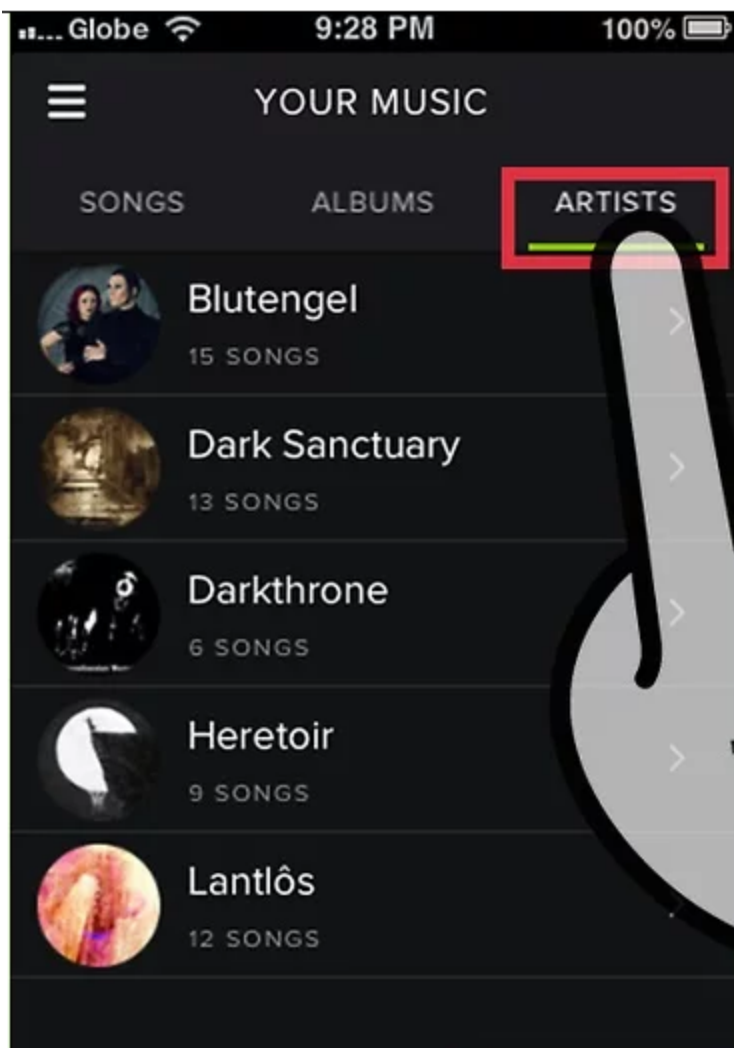 Globe 9:28 PM 100%
YOUR MUSIC
SONGS ALBUMS ARTISTS
Blutengel
15 SONGS
Dark Sanctuary
13 SONGS
Darkthrone
6 SONGS
Heretoir
9 SONGS
Lantlôs
12 SONGS